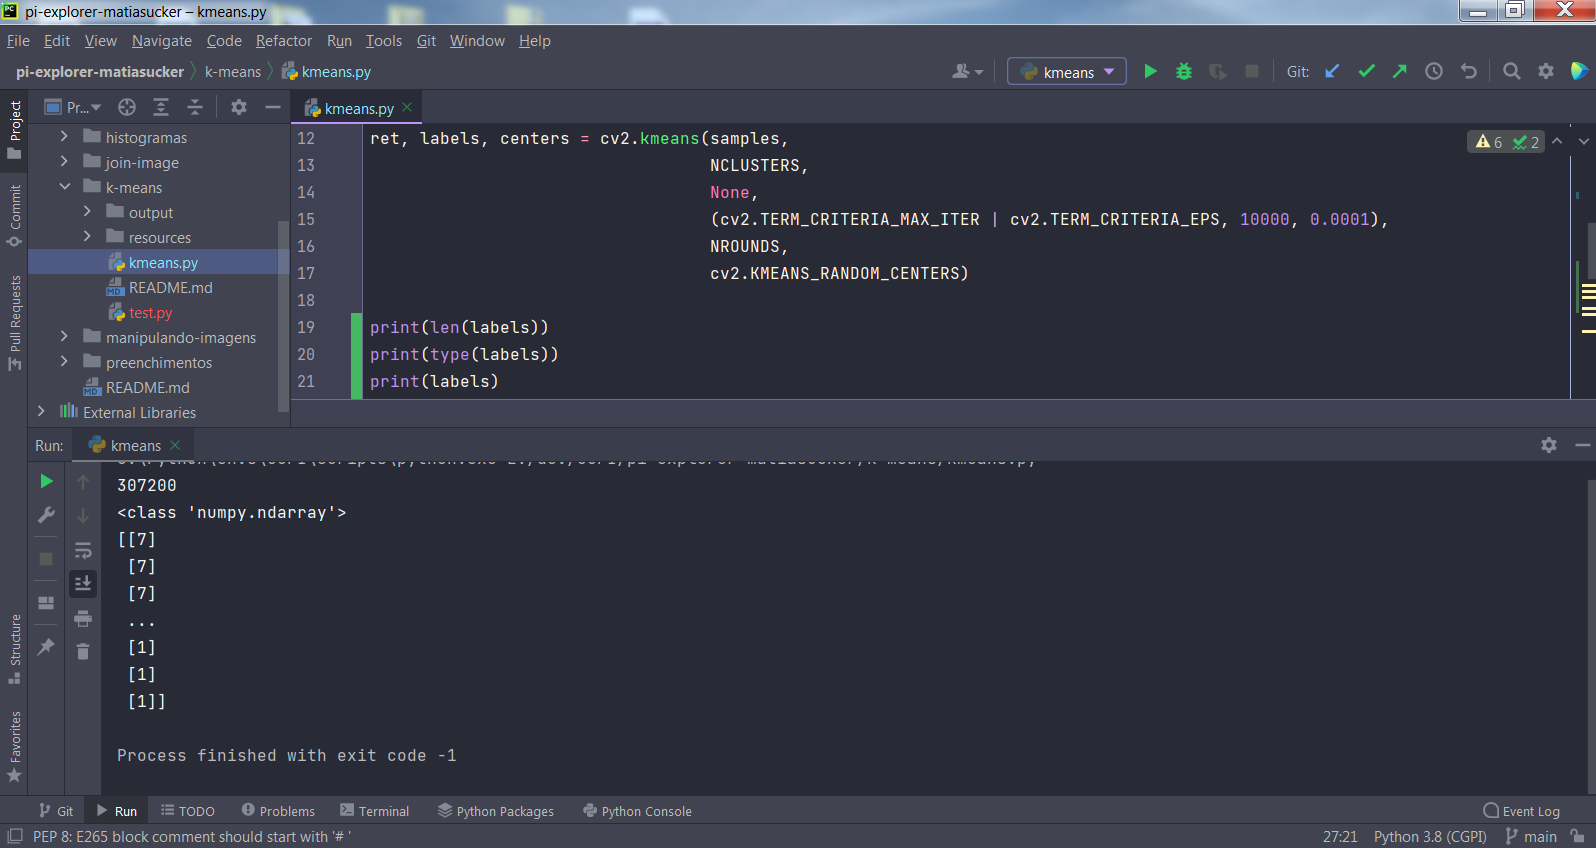 pi-explorer-matiasucker – kmeans.py
File Edit View Navigate Code Refactor Run Tools Git Window Help
pi-explorer-matiasucker k-means kmeans.py kmeans Git:
Project
Commit
Pull Requests
Structure
Favorites
Pr...
histogramas
join-image
k-means
output
resources
kmeans.py
README.md
test.py
manipulando-imagens
preenchimentos
README.md
External Libraries
kmeans.py
6 2
12 ret, labels, centers = cv2.kmeans(samples,
13 NCLUSTERS,
14 None,
15 (cv2.TERM_CRITERIA_MAX_ITER | cv2.TERM_CRITERIA_EPS, 10000, 0.0001),
16 NROUNDS,
17 cv2.KMEANS_RANDOM_CENTERS)
18
19 print(len(labels))
20 print(type(labels))
21 print(labels)
Run: kmeans
307200
<class 'numpy.ndarray'>
[[7]
[7]
[7]
...
[1]
[1]
[1]]
Process finished with exit code -1
Git Run TODO Problems Terminal Python Packages Python Console Event Log
PEP 8: E265 block comment should start with '# ' 27:21 Python 3.8 (CGPI) main